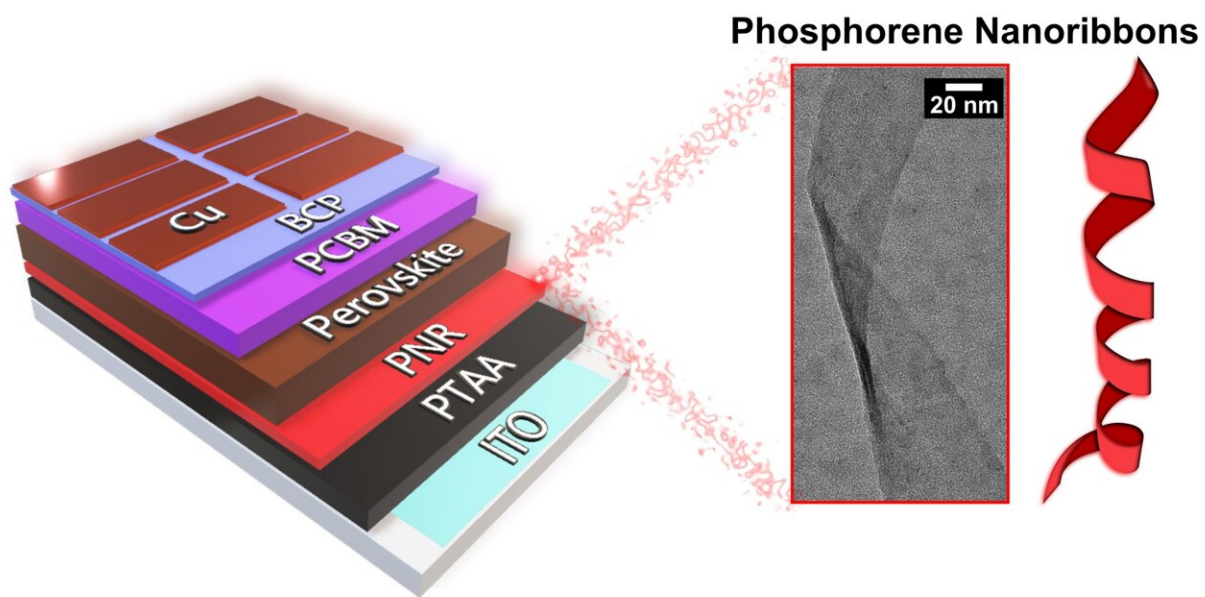 Phosphorene Nanoribbons
20 nm
Cu
BCP
PCBM
Perovskite
PNR
PTAA
ITO